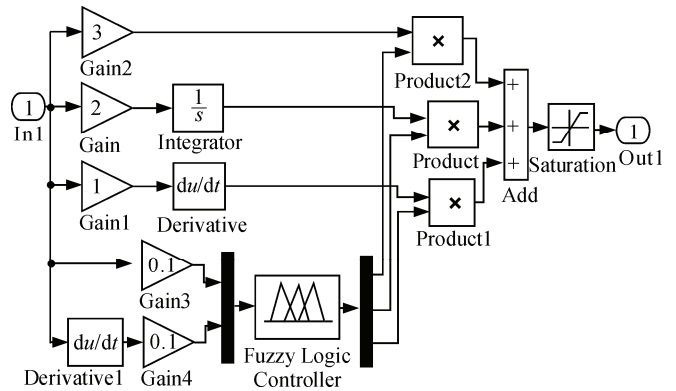 3
×
Gain2
Product2
+
1
In1
2
Gain
1
s
Integrator
×
Product
+
Saturation
1
Out1
1
Gain1
du/dt
Derivative
×
Product1
+
Add
0.1
Gain3
du/dt
Derivative1
0.1
Gain4
Fuzzy Logic
Controller